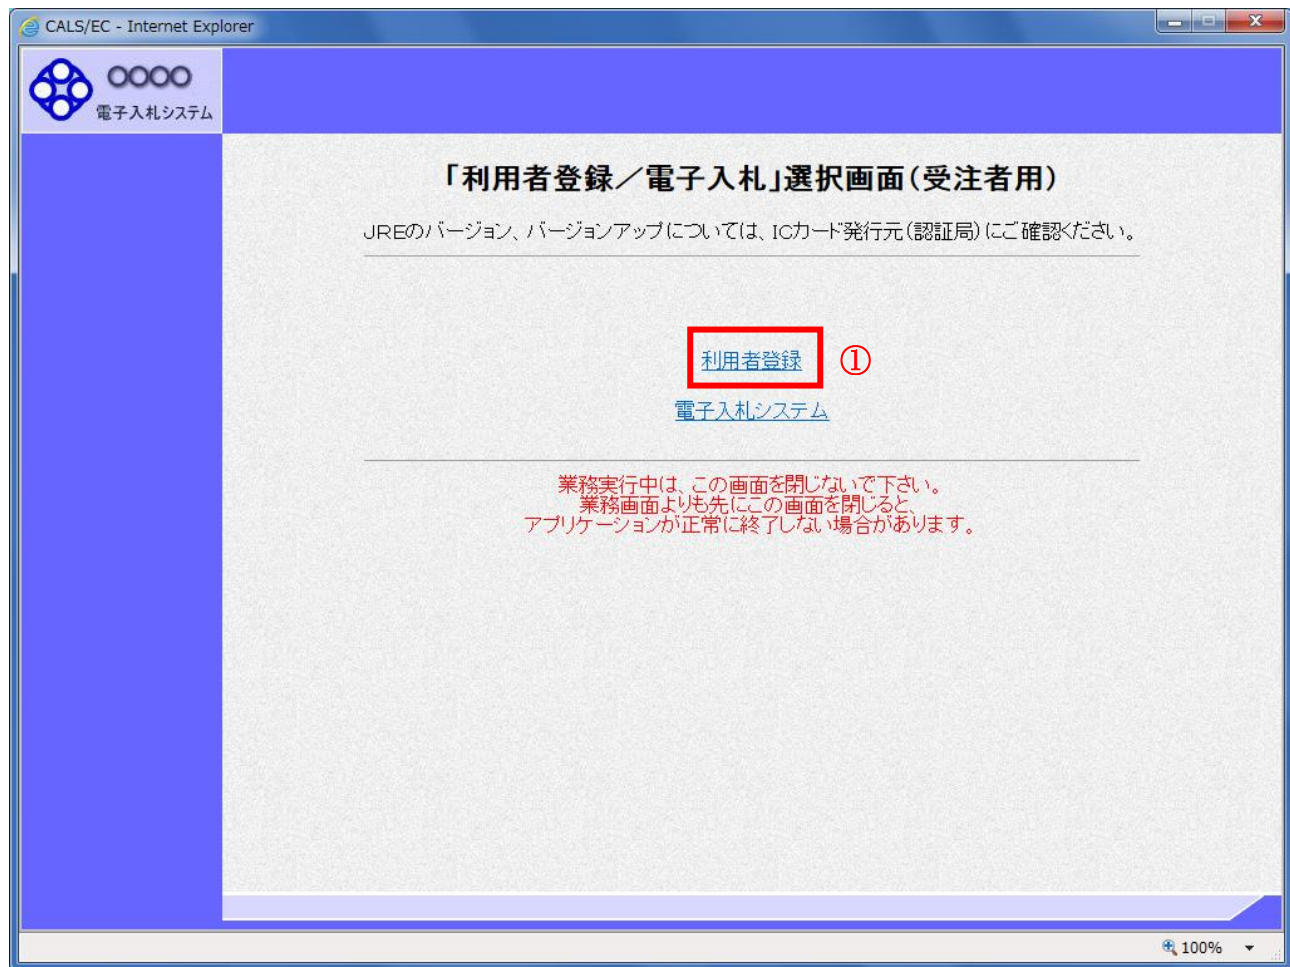 CALS/EC - Internet Explorer
○○○○
電子入札システム
「利用者登録／電子入札」選択画面(受注者用)
JREのバージョン、バージョンアップについては、ICカード発行元(認証局)にご確認ください。
利用者登録 ①
電子入札システム
業務実行中は、この画面を閉じないで下さい。
業務画面よりも先にこの画面を閉じると、
アプリケーションが正常に終了しない場合があります。
100%